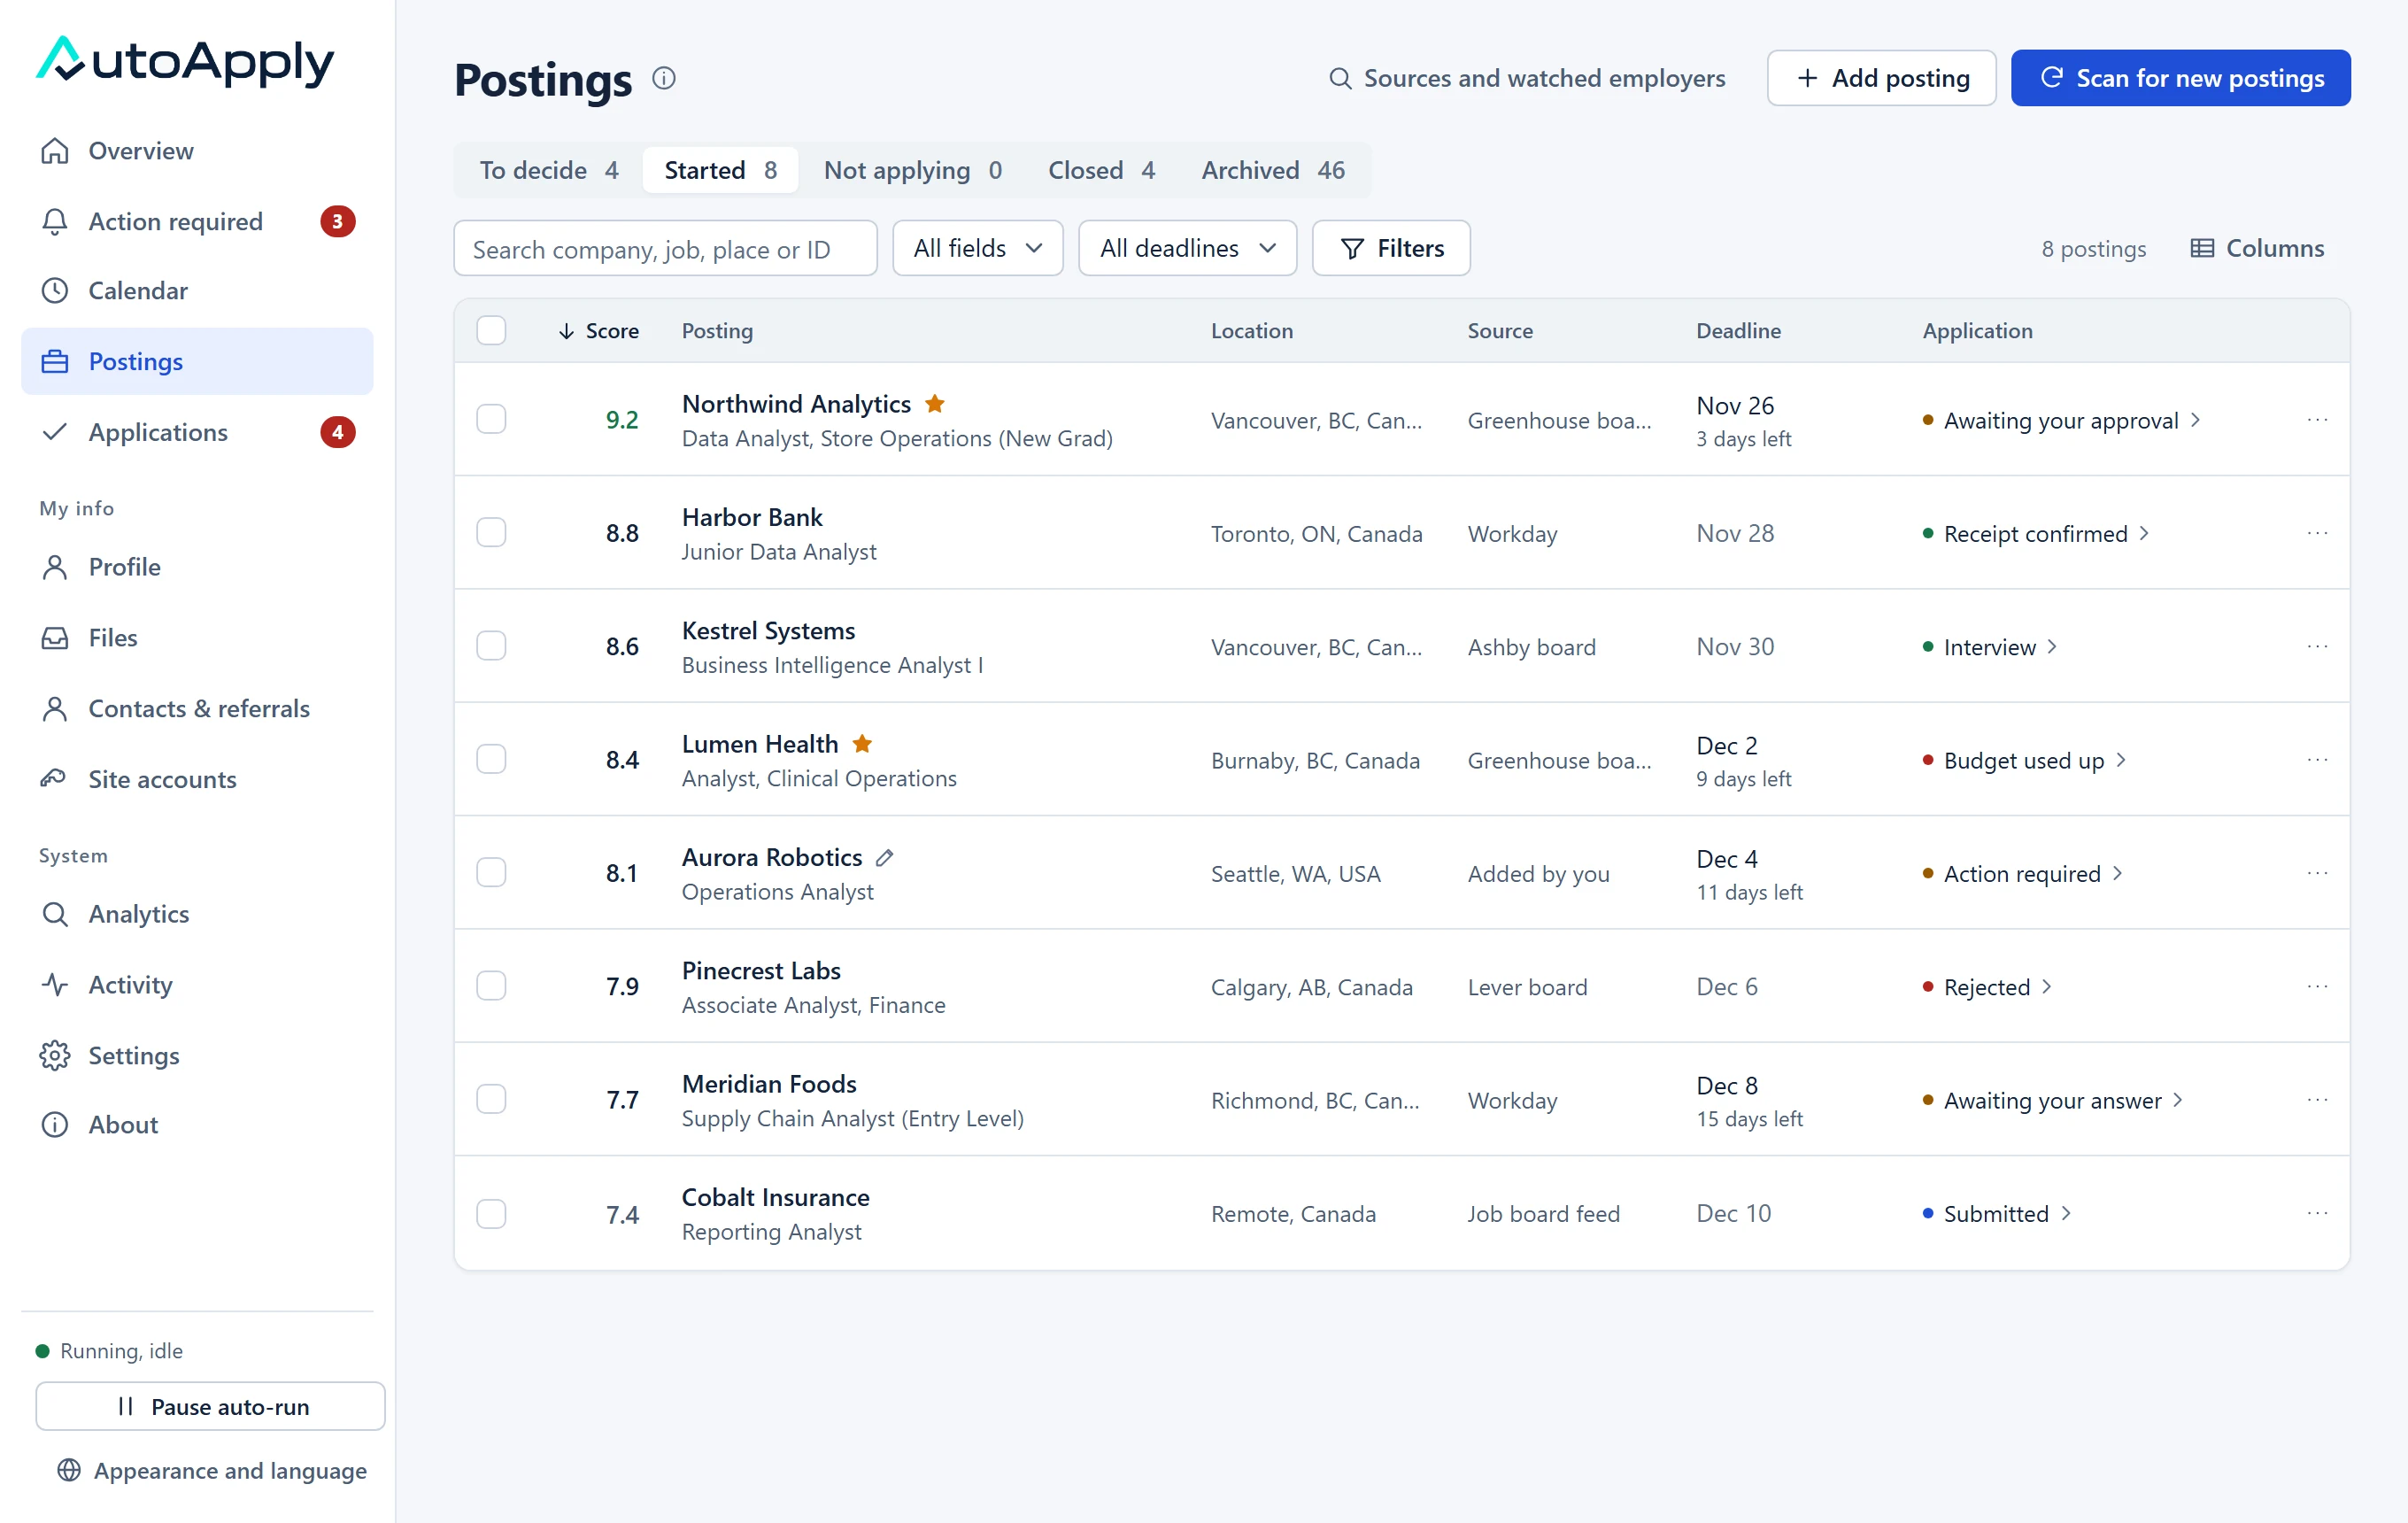 AutoApply
Overview
Action required 3
Calendar
Postings
Applications 4
My info
Profile
Files
Contacts & referrals
Site accounts
System
Analytics
Activity
Settings
About
Running, idle
Pause auto-run
Appearance and language
Postings
Sources and watched employers
Add posting
Scan for new postings
To decide 4 Started 8 Not applying 0 Closed 4 Archived 46
Search company, job, place or ID
All fields
All deadlines
Filters
8 postings
Columns
Score Posting Location Source Deadline Application
9.2 Northwind Analytics Vancouver, BC, Can... Greenhouse boa... Nov 26 Awaiting your approval
Data Analyst, Store Operations (New Grad) 3 days left
8.8 Harbor Bank Toronto, ON, Canada Workday Nov 28 Receipt confirmed
Junior Data Analyst
8.6 Kestrel Systems Vancouver, BC, Can... Ashby board Nov 30 Interview
Business Intelligence Analyst I
8.4 Lumen Health Burnaby, BC, Canada Greenhouse boa... Dec 2 Budget used up
Analyst, Clinical Operations 9 days left
8.1 Aurora Robotics Seattle, WA, USA Added by you Dec 4 Action required
Operations Analyst 11 days left
7.9 Pinecrest Labs Calgary, AB, Canada Lever board Dec 6 Rejected
Associate Analyst, Finance
7.7 Meridian Foods Richmond, BC, Can... Workday Dec 8 Awaiting your answer
Supply Chain Analyst (Entry Level) 15 days left
7.4 Cobalt Insurance Remote, Canada Job board feed Dec 10 Submitted
Reporting Analyst